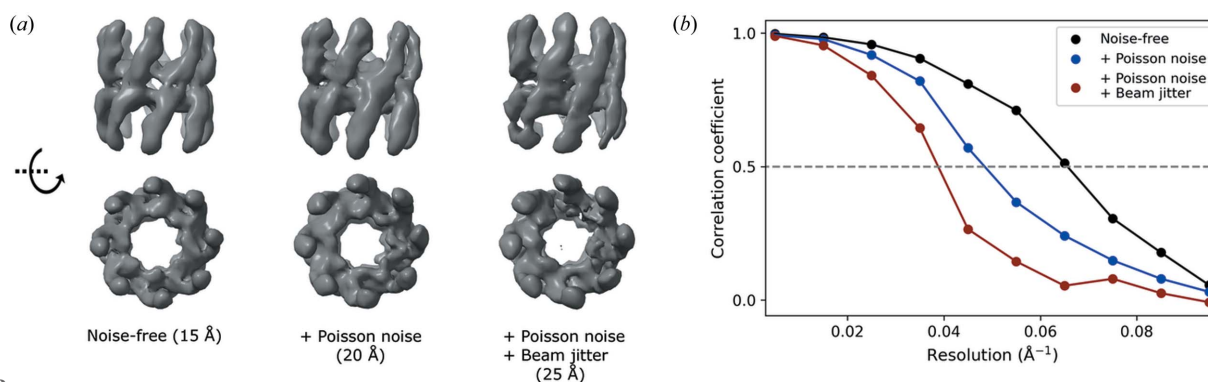 (a)
Noise-free (15 Å)
+ Poisson noise
(20 Å)
+ Poisson noise
+ Beam jitter
(25 Å)
(b)
Correlation coefficient
1.0
0.5
0.0
0.02
0.04
0.06
0.08
Resolution (Å⁻¹)
Noise-free
+ Poisson noise
+ Poisson noise
+ Beam jitter